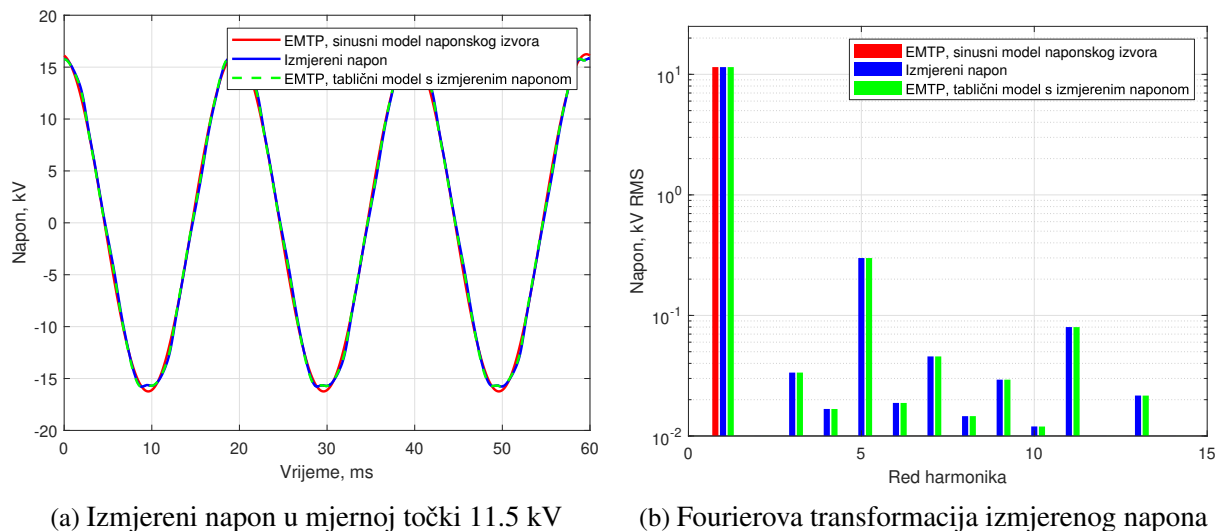 20
15
10
5
0
-5
-10
-15
-20
Napon, kV
0
10
20
30
40
50
60
Vrijeme, ms
EMTP, sinusni model naponskog izvora
Izmjereni napon
EMTP, tablični model s izmjerenim naponom
(a) Izmjereni napon u mjernoj točki 11.5 kV
10^1
10^0
10^-1
10^-2
Napon, kV RMS
0
5
10
15
Red harmonika
EMTP, sinusni model naponskog izvora
Izmjereni napon
EMTP, tablični model s izmjerenim naponom
(b) Fourierova transformacija izmjerenog napona